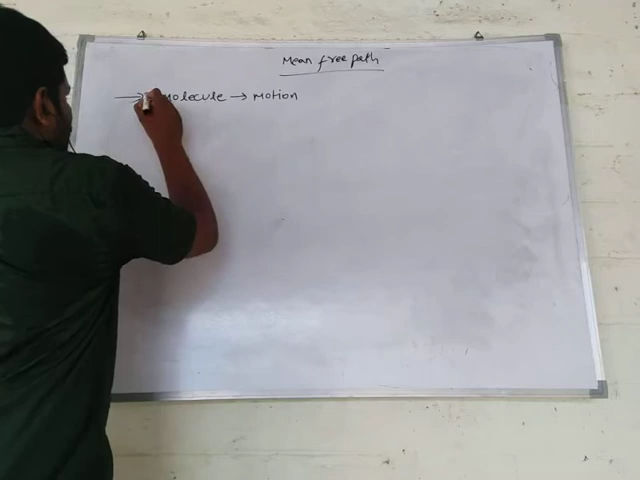 Mean free path
→ Molecule → Motion